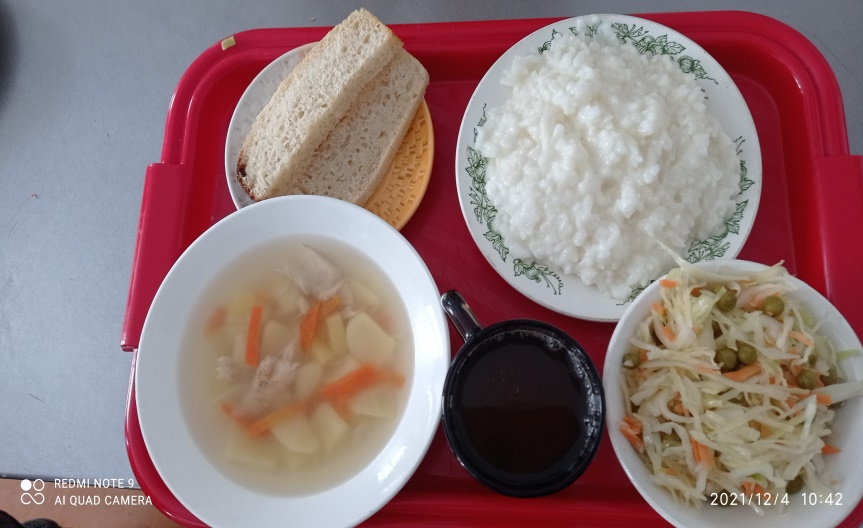 REDMI NOTE 9
AI QUAD CAMERA
2021/12/4 10:42